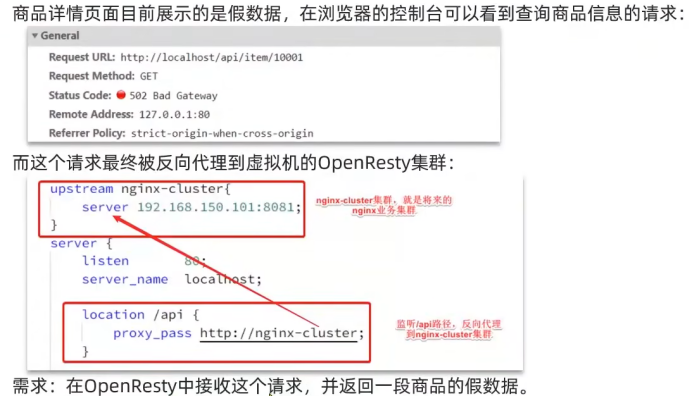 商品详情页面目前展示的是假数据，在浏览器的控制台可以看到查询商品信息的请求：
▼ General
Request URL: http://localhost/api/item/10001
Request Method: GET
Status Code: 502 Bad Gateway
Remote Address: 127.0.0.1:80
Referrer Policy: strict-origin-when-cross-origin
而这个请求最终被反向代理到虚拟机的OpenResty集群：
upstream nginx-cluster{
server 192.168.150.101:8081;
}
nginx-cluster集群，就是将来的
nginx业务集群
server {
listen 80;
server_name localhost;
location /api {
proxy_pass http://nginx-cluster;
}
监听/api路径，反向代理
到nginx-cluster集群
需求：在OpenResty中接收这个请求，并返回一段商品的假数据。